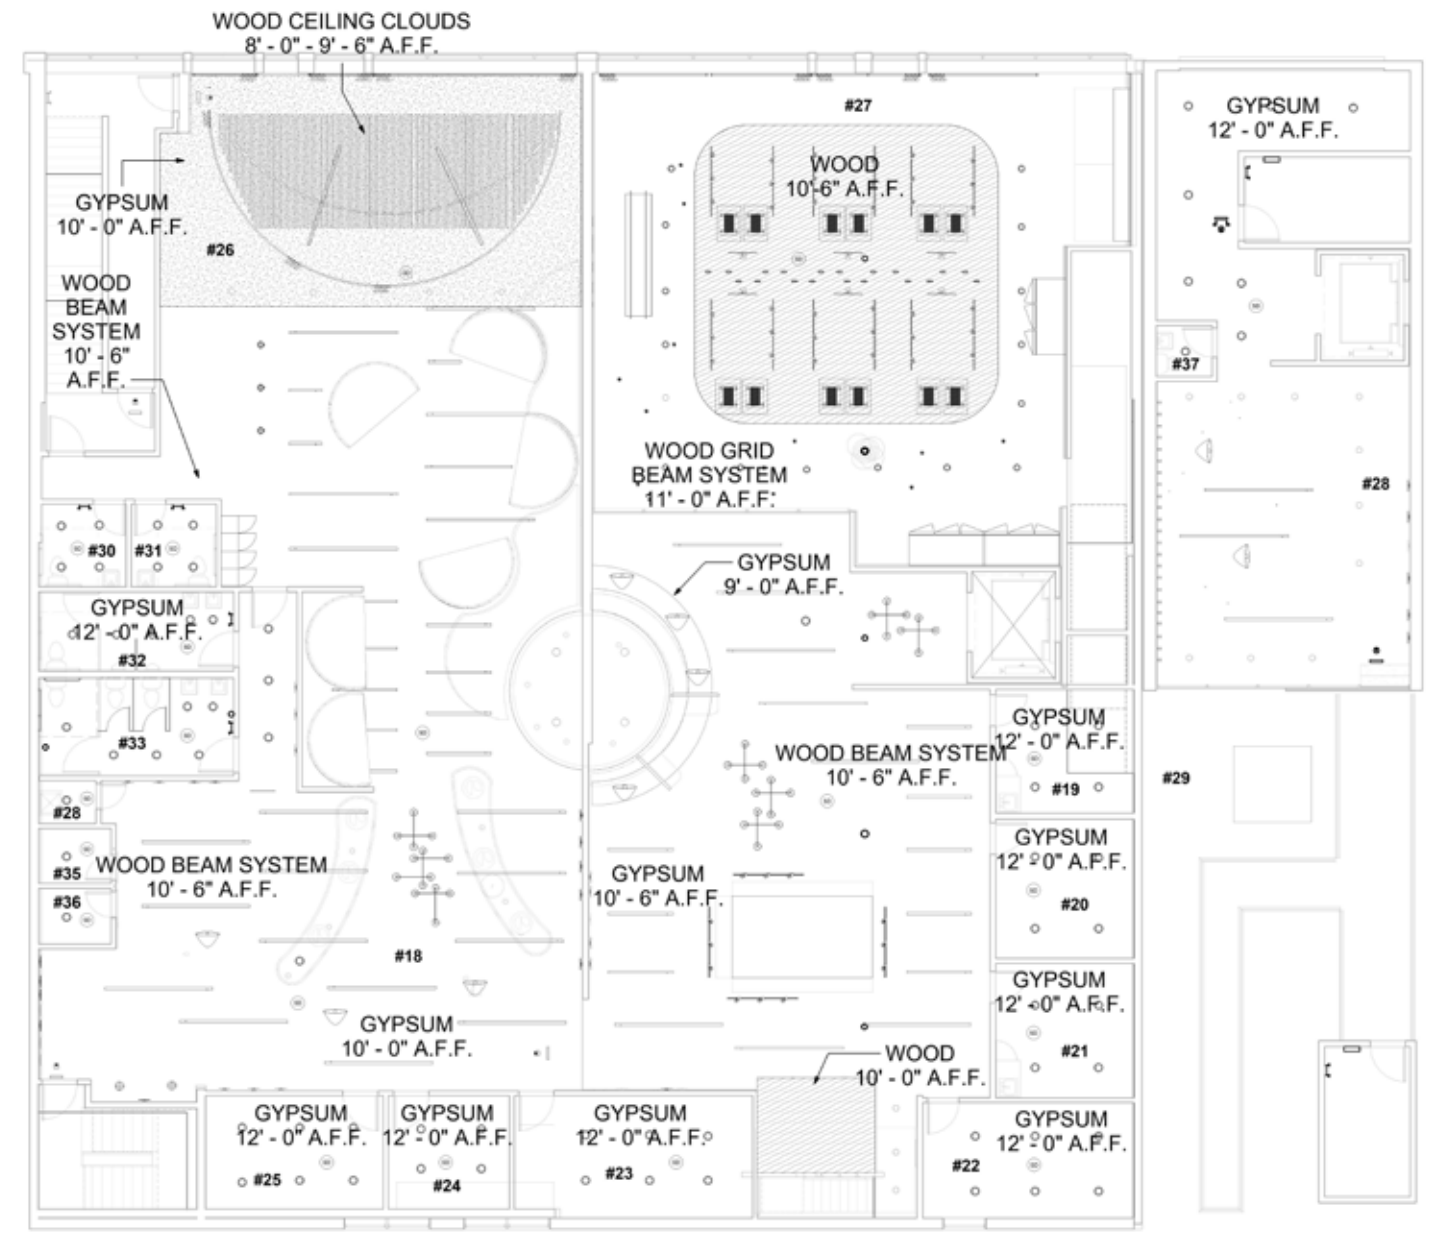 WOOD CEILING CLOUDS
8' - 0" - 9' - 6" A.F.F.
#27
GYPSUM
12' - 0" A.F.F.
WOOD
10'-6" A.F.F.
GYPSUM
10' - 0" A.F.F.
#26
WOOD
BEAM
SYSTEM
10' - 6"
A.F.F.
#37
WOOD GRID
BEAM SYSTEM
11' - 0" A.F.F.
#28
#30
#31
GYPSUM
9' - 0" A.F.F.
GYPSUM
12' - 0" A.F.F.
#32
#33
GYPSUM
12' - 0" A.F.F.
#19
WOOD BEAM SYSTEM
10' - 6" A.F.F.
#29
#28
#35
#36
WOOD BEAM SYSTEM
10' - 6" A.F.F.
GYPSUM
10' - 6" A.F.F.
GYPSUM
12' - 0" A.F.F.
#20
#18
GYPSUM
12' - 0" A.F.F.
#21
GYPSUM
10' - 0" A.F.F.
WOOD
10' - 0" A.F.F.
GYPSUM
12' - 0" A.F.F.
#25
GYPSUM
12' - 0" A.F.F.
#24
GYPSUM
12' - 0" A.F.F.
#23
GYPSUM
12' - 0" A.F.F.
#22